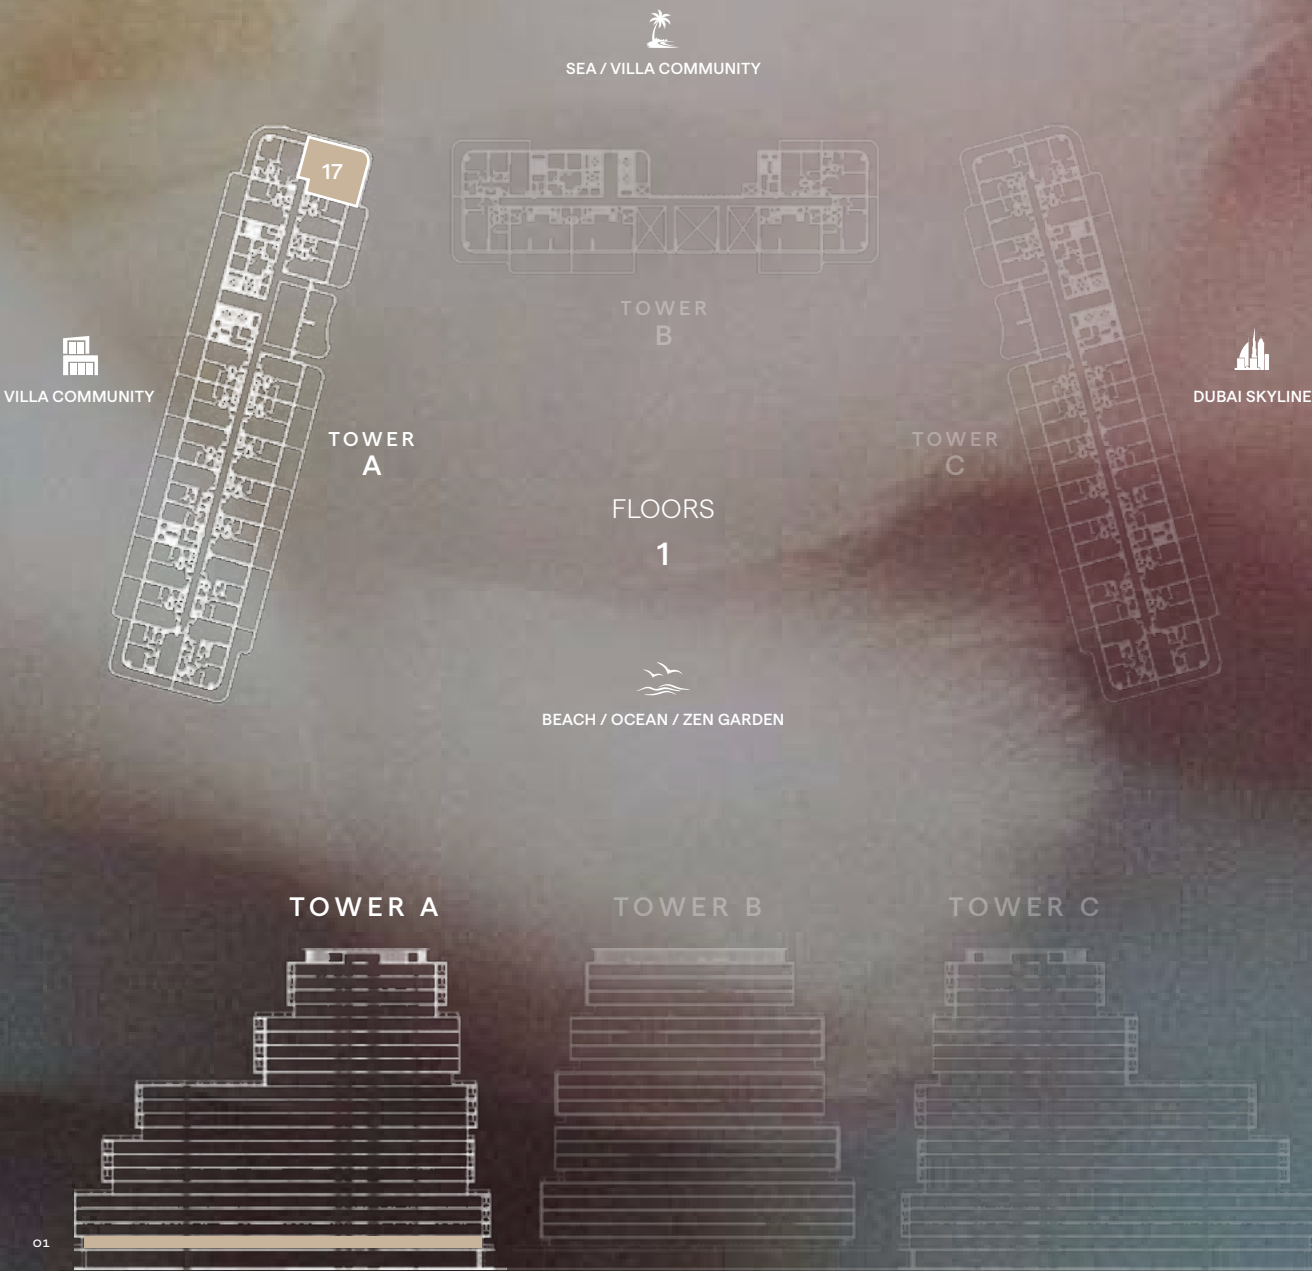 SEA / VILLA COMMUNITY
17
TOWER
B
VILLA COMMUNITY
DUBAI SKYLINE
TOWER
A
TOWER
C
FLOORS
1
BEACH / OCEAN / ZEN GARDEN
TOWER A
TOWER B
TOWER C
01